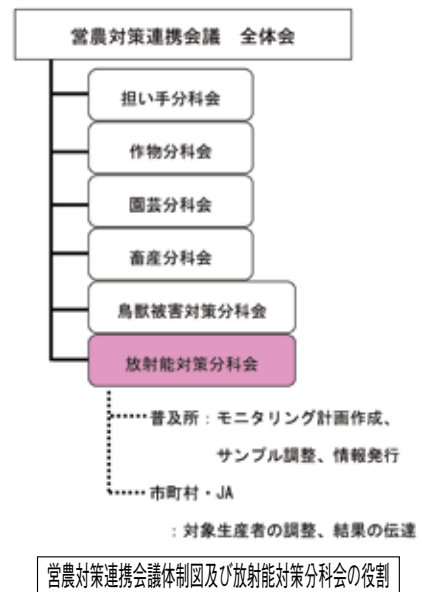 営農対策連携会議　全体会
担い手分科会
作物分科会
園芸分科会
畜産分科会
鳥獣被害対策分科会
放射能対策分科会
普及所：モニタリング計画作成、
サンプル調整、情報発行
市町村・JA
：対象生産者の調整、結果の伝達
営農対策連携会議体制図及び放射能対策分科会の役割